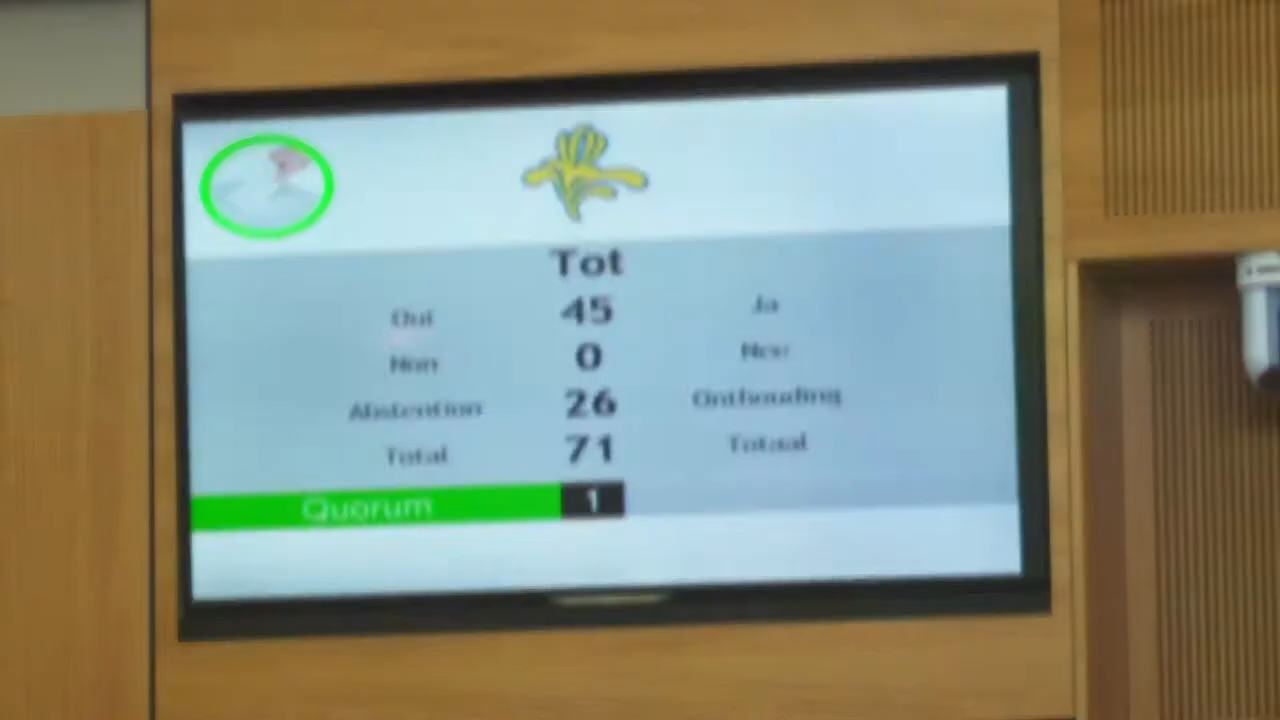 Tot
Oui 45 Ja
Non 0 Nee
Abstention 26 Onthouding
Total 71 Totaal
Quorum 1